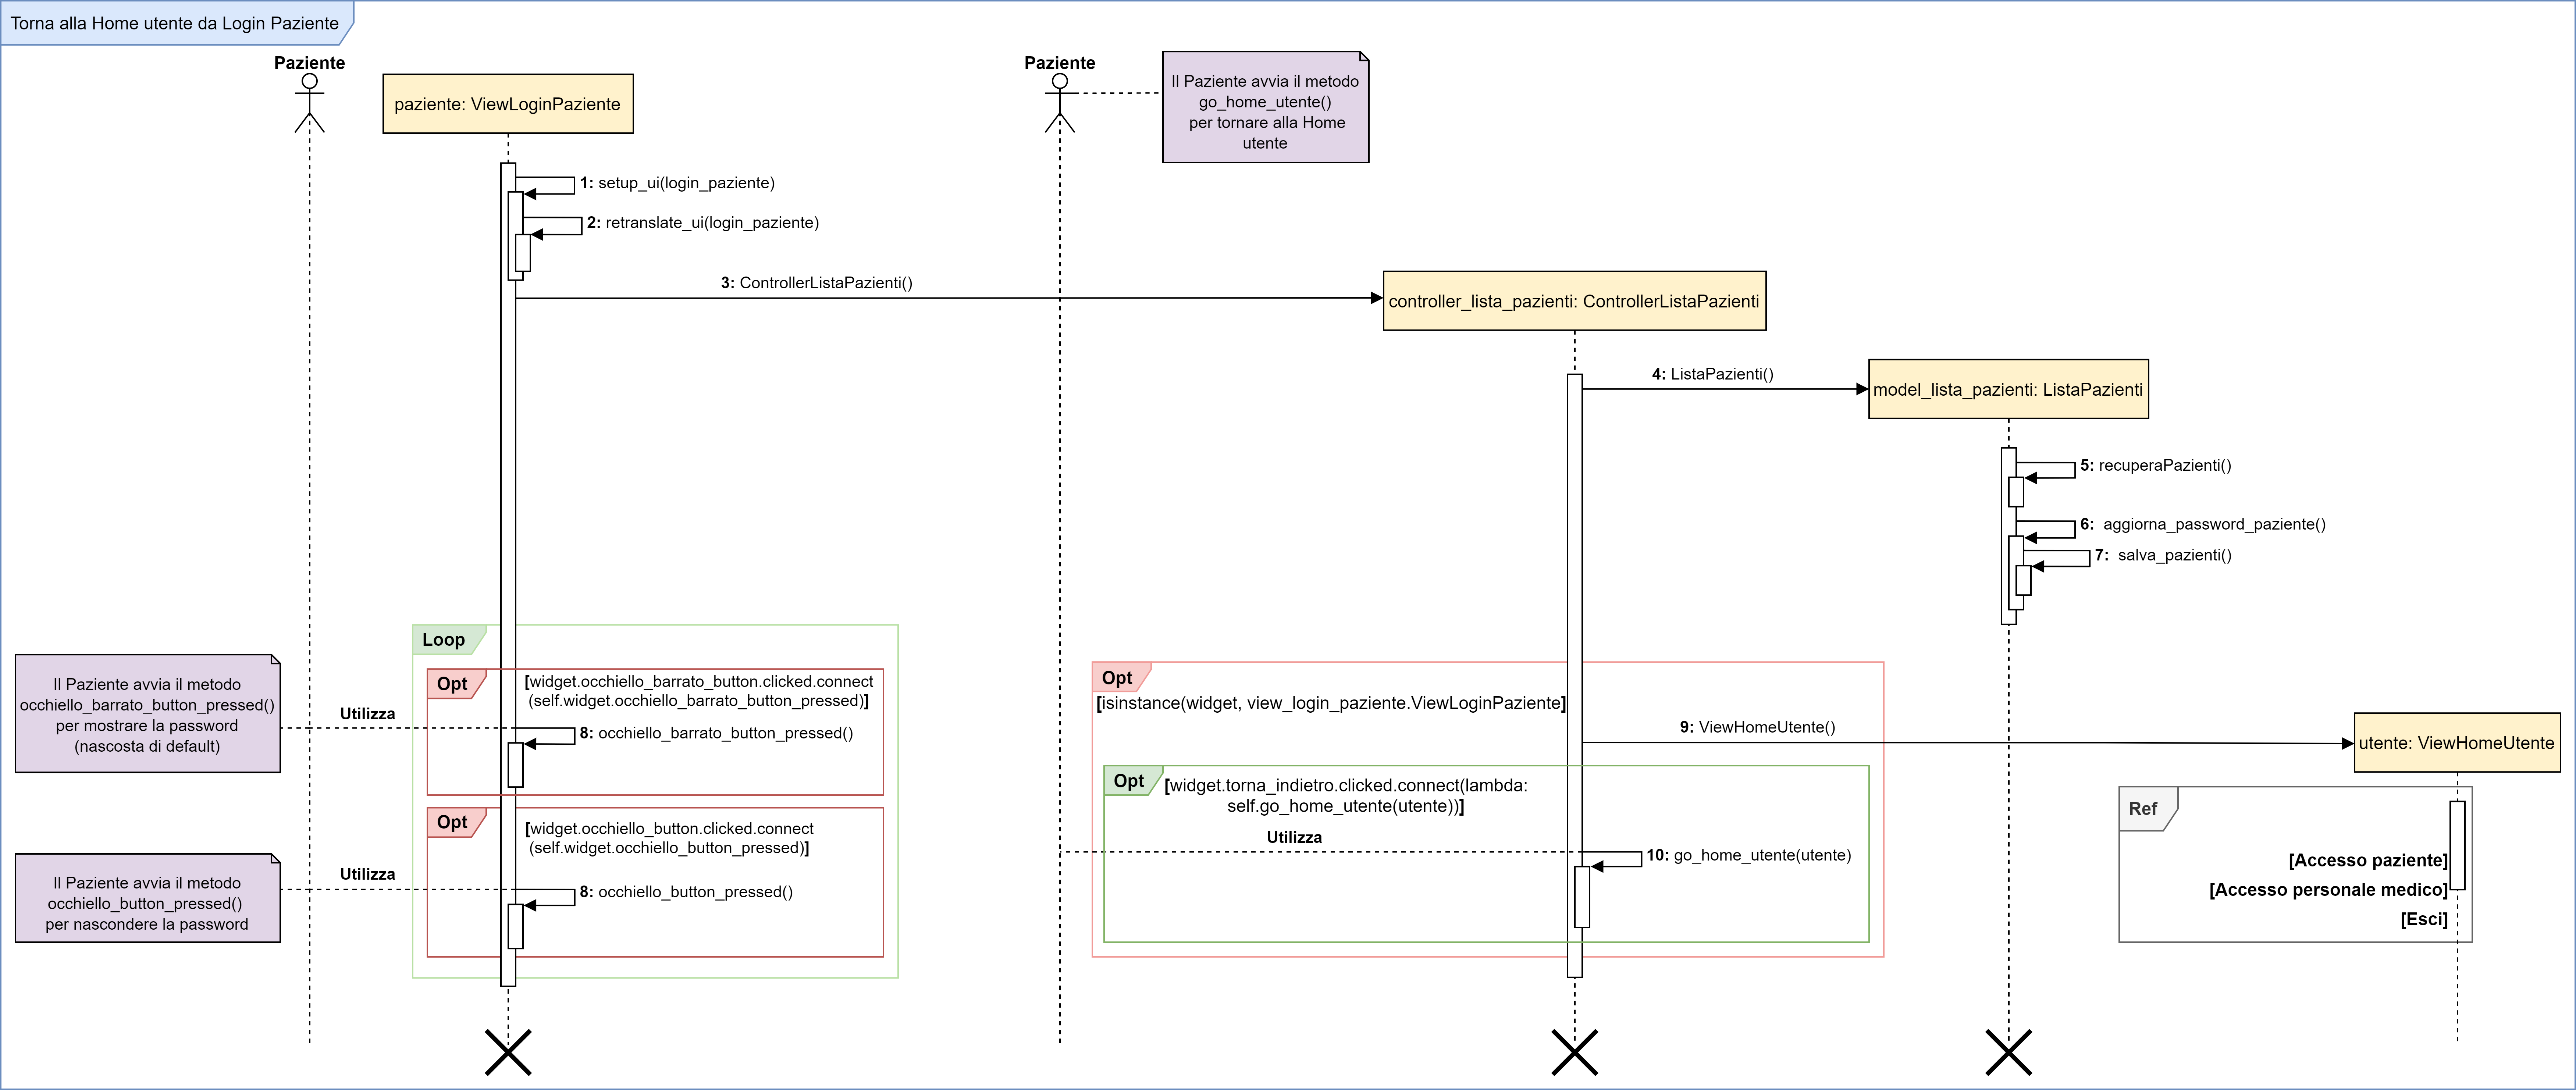 Torna alla Home utente da Login Paziente
Paziente
paziente: ViewLoginPaziente
Paziente
Il Paziente avvia il metodo
go_home_utente()
per tornare alla Home
utente
1: setup_ui(login_paziente)
2: retranslate_ui(login_paziente)
3: ControllerListaPazienti()
controller_lista_pazienti: ControllerListaPazienti
4: ListaPazienti()
model_lista_pazienti: ListaPazienti
5: recuperaPazienti()
6: aggiorna_password_paziente()
7: salva_pazienti()
Loop
Il Paziente avvia il metodo
occhiello_barrato_button_pressed()
per mostrare la password
(nascosta di default)
Utilizza
Opt
[widget.occhiello_barrato_button.clicked.connect
(self.widget.occhiello_barrato_button_pressed)]
8: occhiello_barrato_button_pressed()
Opt
[isinstance(widget, view_login_paziente.ViewLoginPaziente]
9: ViewHomeUtente()
utente: ViewHomeUtente
Opt
[widget.torna_indietro.clicked.connect(lambda:
self.go_home_utente(utente))]
Utilizza
10: go_home_utente(utente)
Opt
[widget.occhiello_button.clicked.connect
(self.widget.occhiello_button_pressed)]
Il Paziente avvia il metodo
occhiello_button_pressed()
per nascondere la password
Utilizza
8: occhiello_button_pressed()
Ref
[Accesso paziente]
[Accesso personale medico]
[Esci]